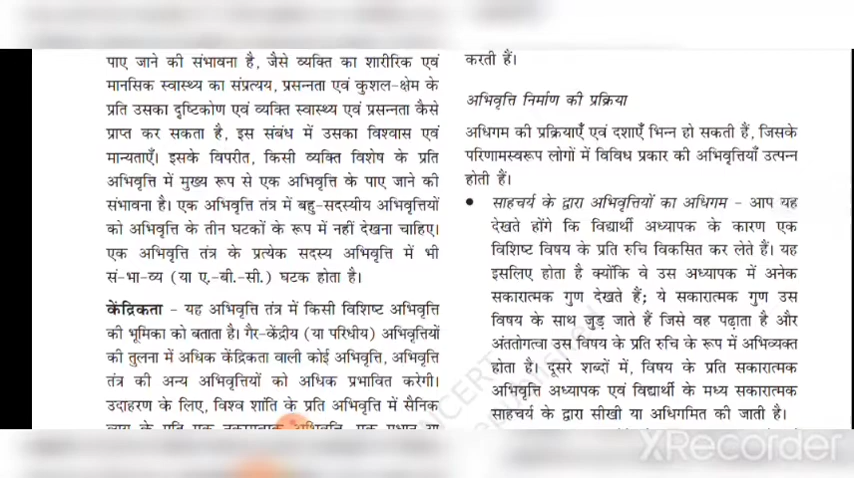 पाए जाने की संभावना है, जैसे व्यक्ति का शारीरिक एवं
मानसिक स्वास्थ्य का संप्रत्यय, प्रसन्नता एवं कुशल-क्षेम के
प्रति उसका दृष्टिकोण एवं व्यक्ति स्वास्थ्य एवं प्रसन्नता कैसे
प्राप्त कर सकता है, इस संबंध में उसका विश्वास एवं
मान्यताएँ। इसके विपरीत, किसी व्यक्ति विशेष के प्रति
अभिवृत्ति में मुख्य रूप से एक अभिवृत्ति के पाए जाने की
संभावना है। एक अभिवृत्ति तंत्र में बहु-सदस्यीय अभिवृत्तियों
को अभिवृत्ति के तीन घटकों के रूप में नहीं देखना चाहिए।
एक अभिवृत्ति तंत्र के प्रत्येक सदस्य अभिवृत्ति में भी
सं-भा-व्य (या ए.-बी.-सी.) घटक होता है।
केंद्रिकता - यह अभिवृत्ति तंत्र में किसी विशिष्ट अभिवृत्ति
की भूमिका को बताता है। गैर-केंद्रीय (या परिधीय) अभिवृत्तियों
की तुलना में अधिक केंद्रिकता वाली कोई अभिवृत्ति, अभिवृत्ति
तंत्र की अन्य अभिवृत्तियों को अधिक प्रभावित करेगी।
उदाहरण के लिए, विश्व शांति के प्रति अभिवृत्ति में सैनिक
करती हैं।
अभिवृत्ति निर्माण की प्रक्रिया
अधिगम की प्रक्रियाएँ एवं दशाएँ भिन्न हो सकती हैं, जिसके
परिणामस्वरूप लोगों में विविध प्रकार की अभिवृत्तियाँ उत्पन्न
होती हैं।
● साहचर्य के द्वारा अभिवृत्तियों का अधिगम - आप यह
देखते होंगे कि विद्यार्थी अध्यापक के कारण एक
विशिष्ट विषय के प्रति रुचि विकसित कर लेते हैं। यह
इसलिए होता है क्योंकि वे उस अध्यापक में अनेक
सकारात्मक गुण देखते हैं; ये सकारात्मक गुण उस
विषय के साथ जुड़ जाते हैं जिसे वह पढ़ाता है और
अंततोगत्वा उस विषय के प्रति रुचि के रूप में अभिव्यक्त
होता है। दूसरे शब्दों में, विषय के प्रति सकारात्मक
अभिवृत्ति अध्यापक एवं विद्यार्थी के मध्य सकारात्मक
साहचर्य के द्वारा सीखी या अधिगमित की जाती है।
XRecorder